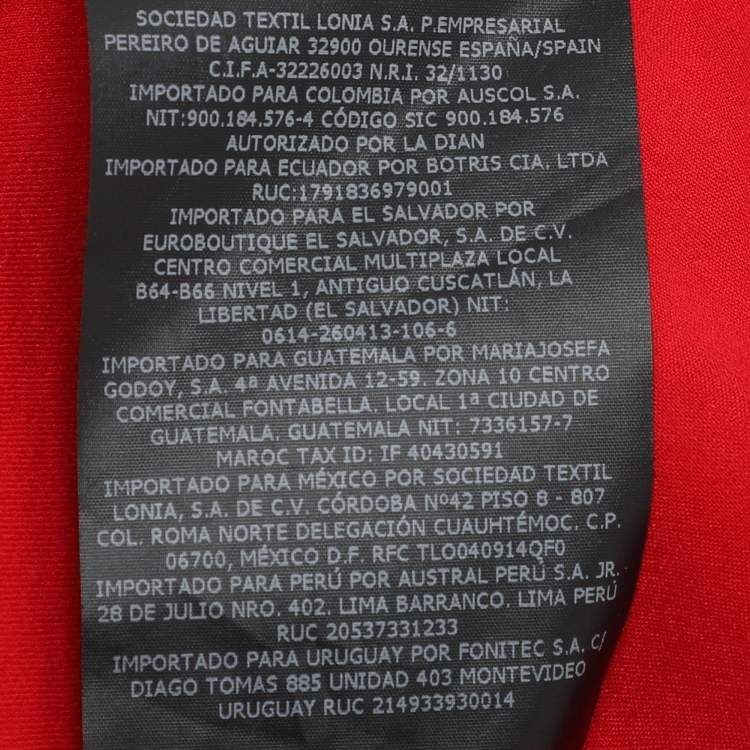 SOCIEDAD TEXTIL LONIA S.A. P.EMPRESARIAL
PEREIRO DE AGUIAR 32900 OURENSE ESPAÑA/SPAIN
C.I.F.A-32226003 N.R.I. 32/1130
IMPORTADO PARA COLOMBIA POR AUSCOL S.A.
NIT:900.184.576-4 CÓDIGO SIC 900.184.576
AUTORIZADO POR LA DIAN
IMPORTADO PARA ECUADOR POR BOTRIS CIA. LTDA
RUC:1791836979001
IMPORTADO PARA EL SALVADOR POR
EUROBOUTIQUE EL SALVADOR, S.A. DE C.V.
CENTRO COMERCIAL MULTIPLAZA LOCAL
B64-B66 NIVEL 1, ANTIGUO CUSCATLÁN, LA
LIBERTAD (EL SALVADOR) NIT:
0614-260413-106-6
IMPORTADO PARA GUATEMALA POR MARIAJOSEFA
GODOY, S.A. 4ª AVENIDA 12-59. ZONA 10 CENTRO
COMERCIAL FONTABELLA. LOCAL 1ª CIUDAD DE
GUATEMALA. GUATEMALA NIT: 7336157-7
MAROC TAX ID: IF 40430591
IMPORTADO PARA MÉXICO POR SOCIEDAD TEXTIL
LONIA, S.A. DE C.V. CÓRDOBA Nº42 PISO 8 - 807
COL. ROMA NORTE DELEGACIÓN CUAUHTÉMOC. C.P.
06700, MÉXICO D.F. RFC TLO040914QF0
IMPORTADO PARA PERÚ POR AUSTRAL PERÚ S.A. JR.
28 DE JULIO NRO. 402. LIMA BARRANCO. LIMA PERÚ
RUC 20537331233
IMPORTADO PARA URUGUAY POR FONITEC S.A. C/
DIAGO TOMAS 885 UNIDAD 403 MONTEVIDEO
URUGUAY RUC 214933930014